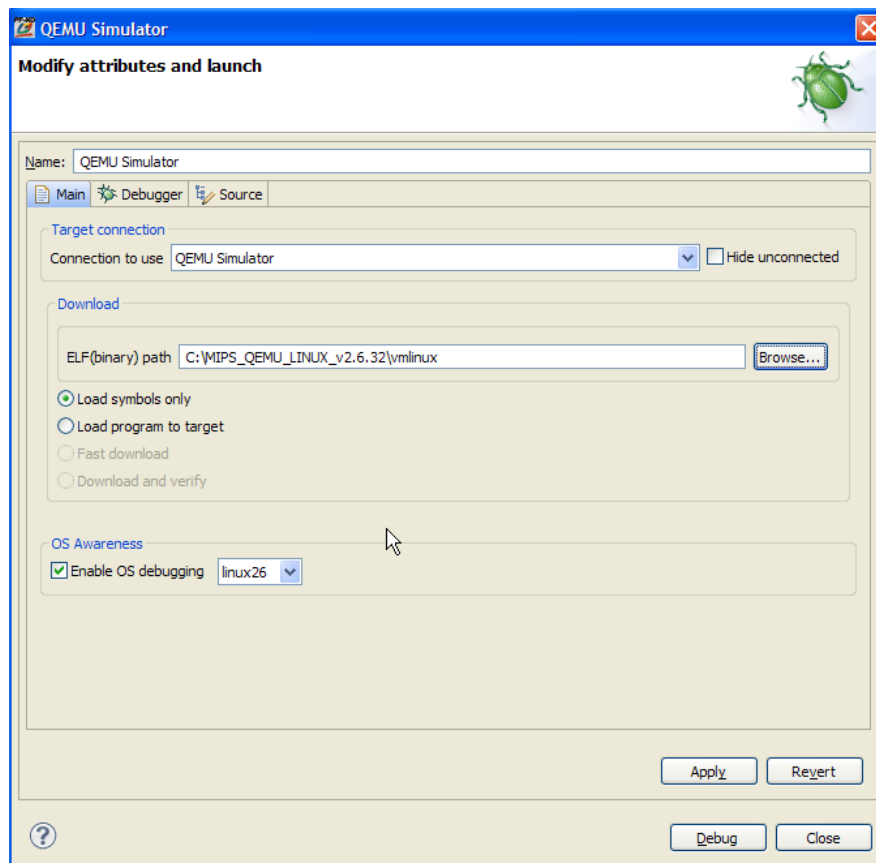 QEMU Simulator
Modify attributes and launch
Name: QEMU Simulator
Main Debugger Source
Target connection
Connection to use QEMU Simulator Hide unconnected
Download
ELF(binary) path C:\MIPS_QEMU_LINUX_v2.6.32\vmlinux Browse...
Load symbols only
Load program to target
Fast download
Download and verify
OS Awareness
Enable OS debugging linux26
Apply Revert
? Debug Close